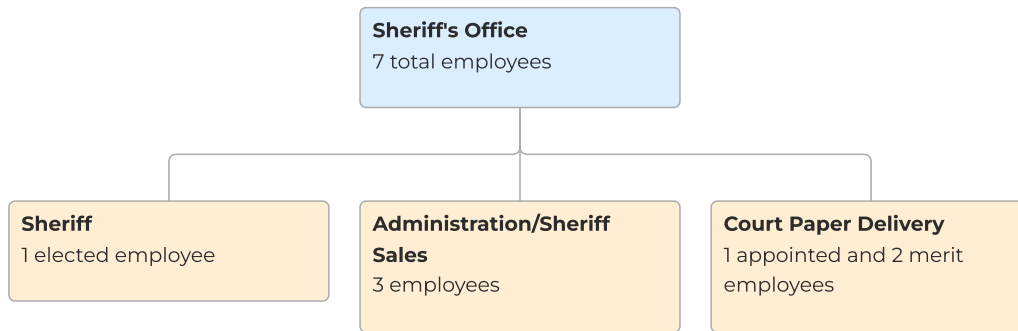 Sheriff's Office
7 total employees
Sheriff
1 elected employee
Administration/Sheriff
Sales
3 employees
Court Paper Delivery
1 appointed and 2 merit
employees